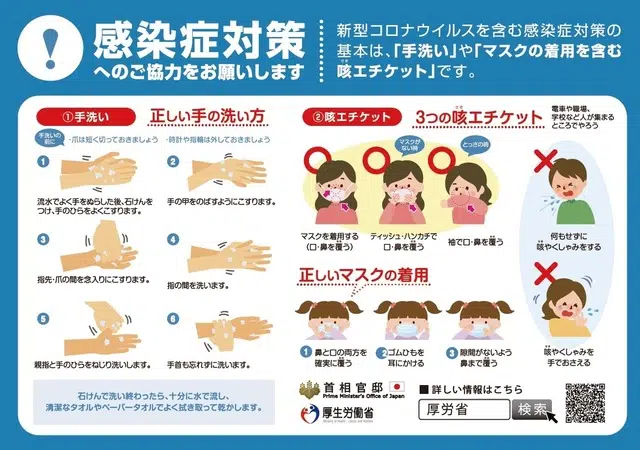 !
感染症対策
へのご協力をお願いします
新型コロナウイルスを含む感染症対策の
基本は、「手洗い」や「マスクの着用を含む
咳エチケット」です。
①手洗い
正しい手の洗い方
手洗いの
前に
・爪は短く切っておきましょう
・時計や指輪は外しておきましょう
1
流水でよく手をぬらした後、石けんを
つけ、手のひらをよくこすります。
2
手の甲をのばすようにこすります。
3
指先・爪の間を念入りにこすります。
4
指の間を洗います。
5
親指と手のひらをねじり洗いします。
6
手首も忘れずに洗います。
石けんで洗い終わったら、十分に水で流し、
清潔なタオルやペーパータオルでよく拭き取って乾かします。
②咳エチケット
3つの咳エチケット
電車や職場、
学校など人が集まる
ところでやろう
マスクを着用する
(口・鼻を覆う)
マスクが
ない時
ティッシュ・ハンカチで
口・鼻を覆う
とっさの時
袖で口・鼻を覆う
何もせずに
咳やくしゃみをする
咳やくしゃみを
手でおさえる
正しいマスクの着用
1 鼻と口の両方を
確実に覆う
2 ゴムひもを
耳にかける
3 隙間がないよう
鼻まで覆う
首相官邸
Prime Minister's Office of Japan
厚生労働省
■詳しい情報はこちら
厚労省 検索